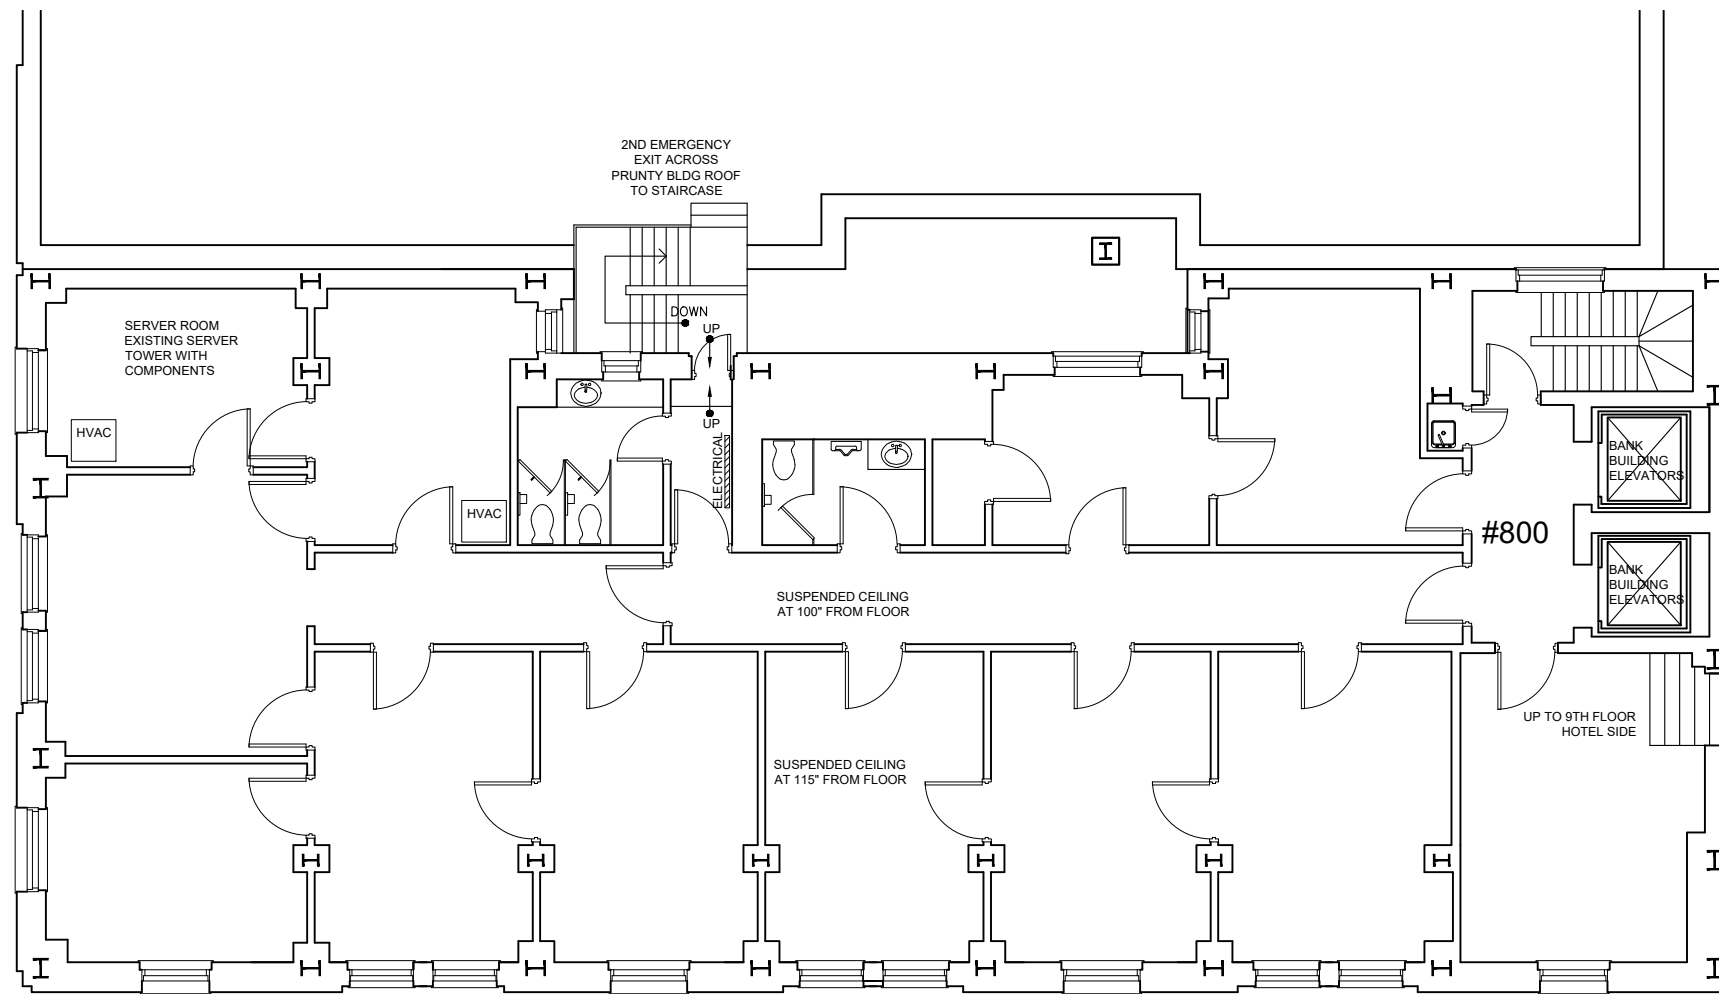 2ND EMERGENCY
EXIT ACROSS
PRUNTY BLDG ROOF
TO STAIRCASE
DOWN
UP
SERVER ROOM
EXISTING SERVER
TOWER WITH
COMPONENTS
HVAC
UP
ELECTRICAL
HVAC
BANK
BUILDING
ELEVATORS
#800
BANK
BUILDING
ELEVATORS
SUSPENDED CEILING
AT 100" FROM FLOOR
UP TO 9TH FLOOR
HOTEL SIDE
SUSPENDED CEILING
AT 115" FROM FLOOR